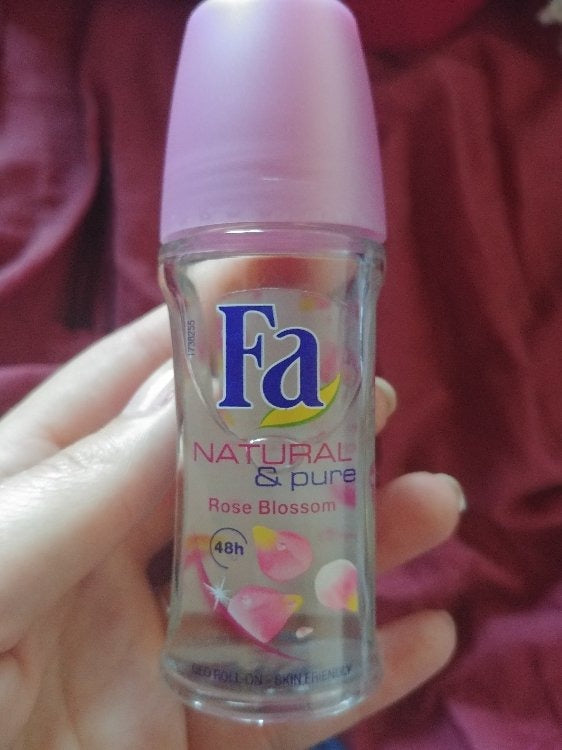 Fa
NATURAL
& pure
Rose Blossom
48h
DEO ROLL-ON - SKIN FRIENDLY